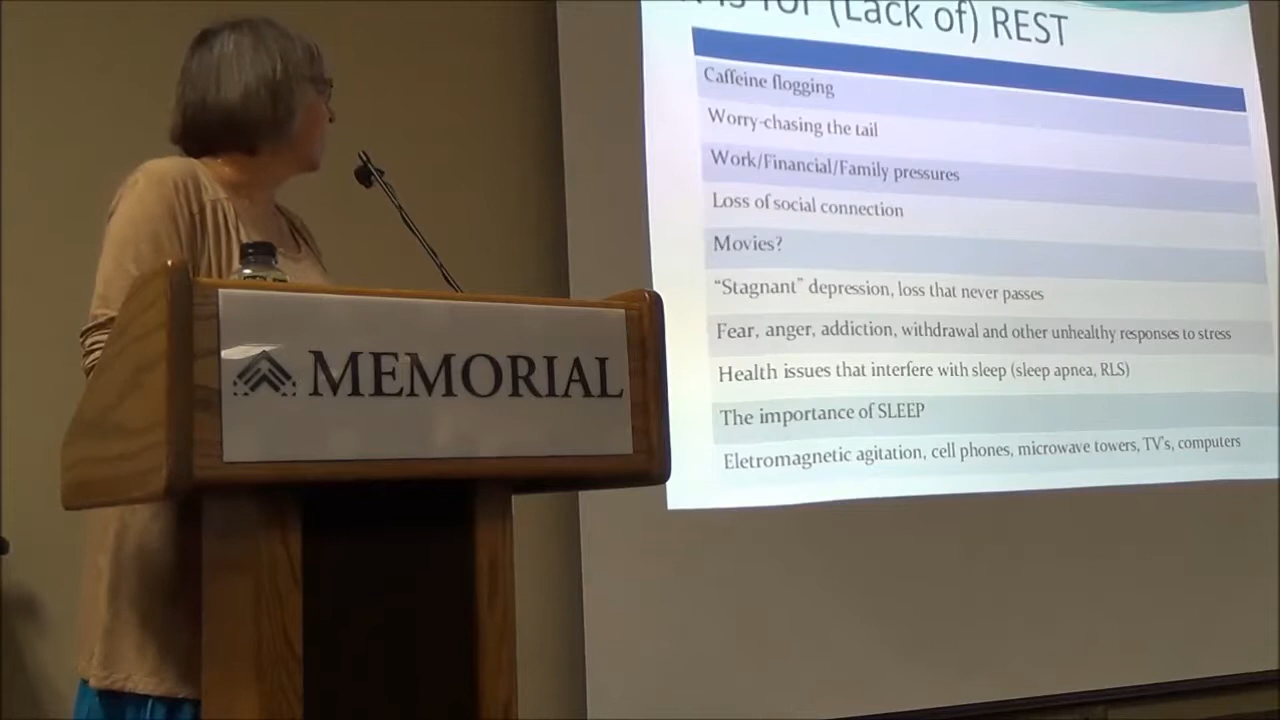 is for (Lack of) REST
Caffeine flogging
Worry-chasing the tail
Work/Financial/Family pressures
Loss of social connection
Movies?
“Stagnant” depression, loss that never passes
Fear, anger, addiction, withdrawal and other unhealthy responses to stress
Health issues that interfere with sleep (sleep apnea, RLS)
The importance of SLEEP
Eletromagnetic agitation, cell phones, microwave towers, TV's, computers
MEMORIAL